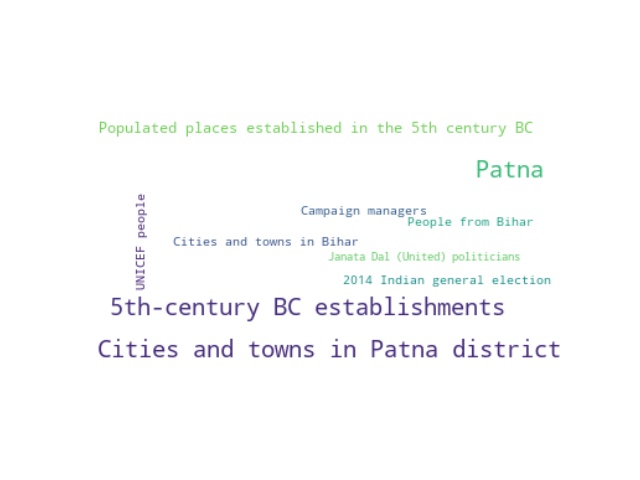 Populated places established in the 5th century BC
Patna
UNICEF people
Campaign managers
People from Bihar
Cities and towns in Bihar
Janata Dal (United) politicians
2014 Indian general election
5th-century BC establishments
Cities and towns in Patna district